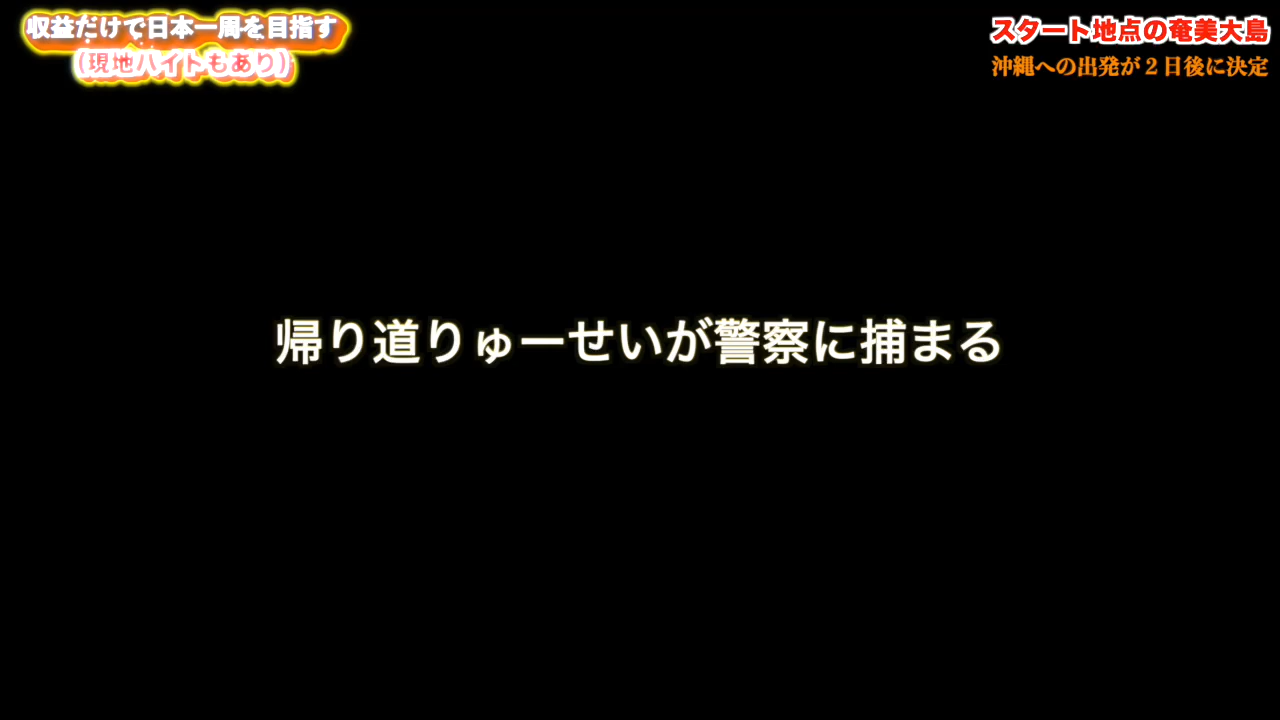 収益だけで日本一周を目指す
(現地バイトもあり)
スタート地点の奄美大島
沖縄への出発が２日後に決定
帰り道りゅーせいが警察に捕まる